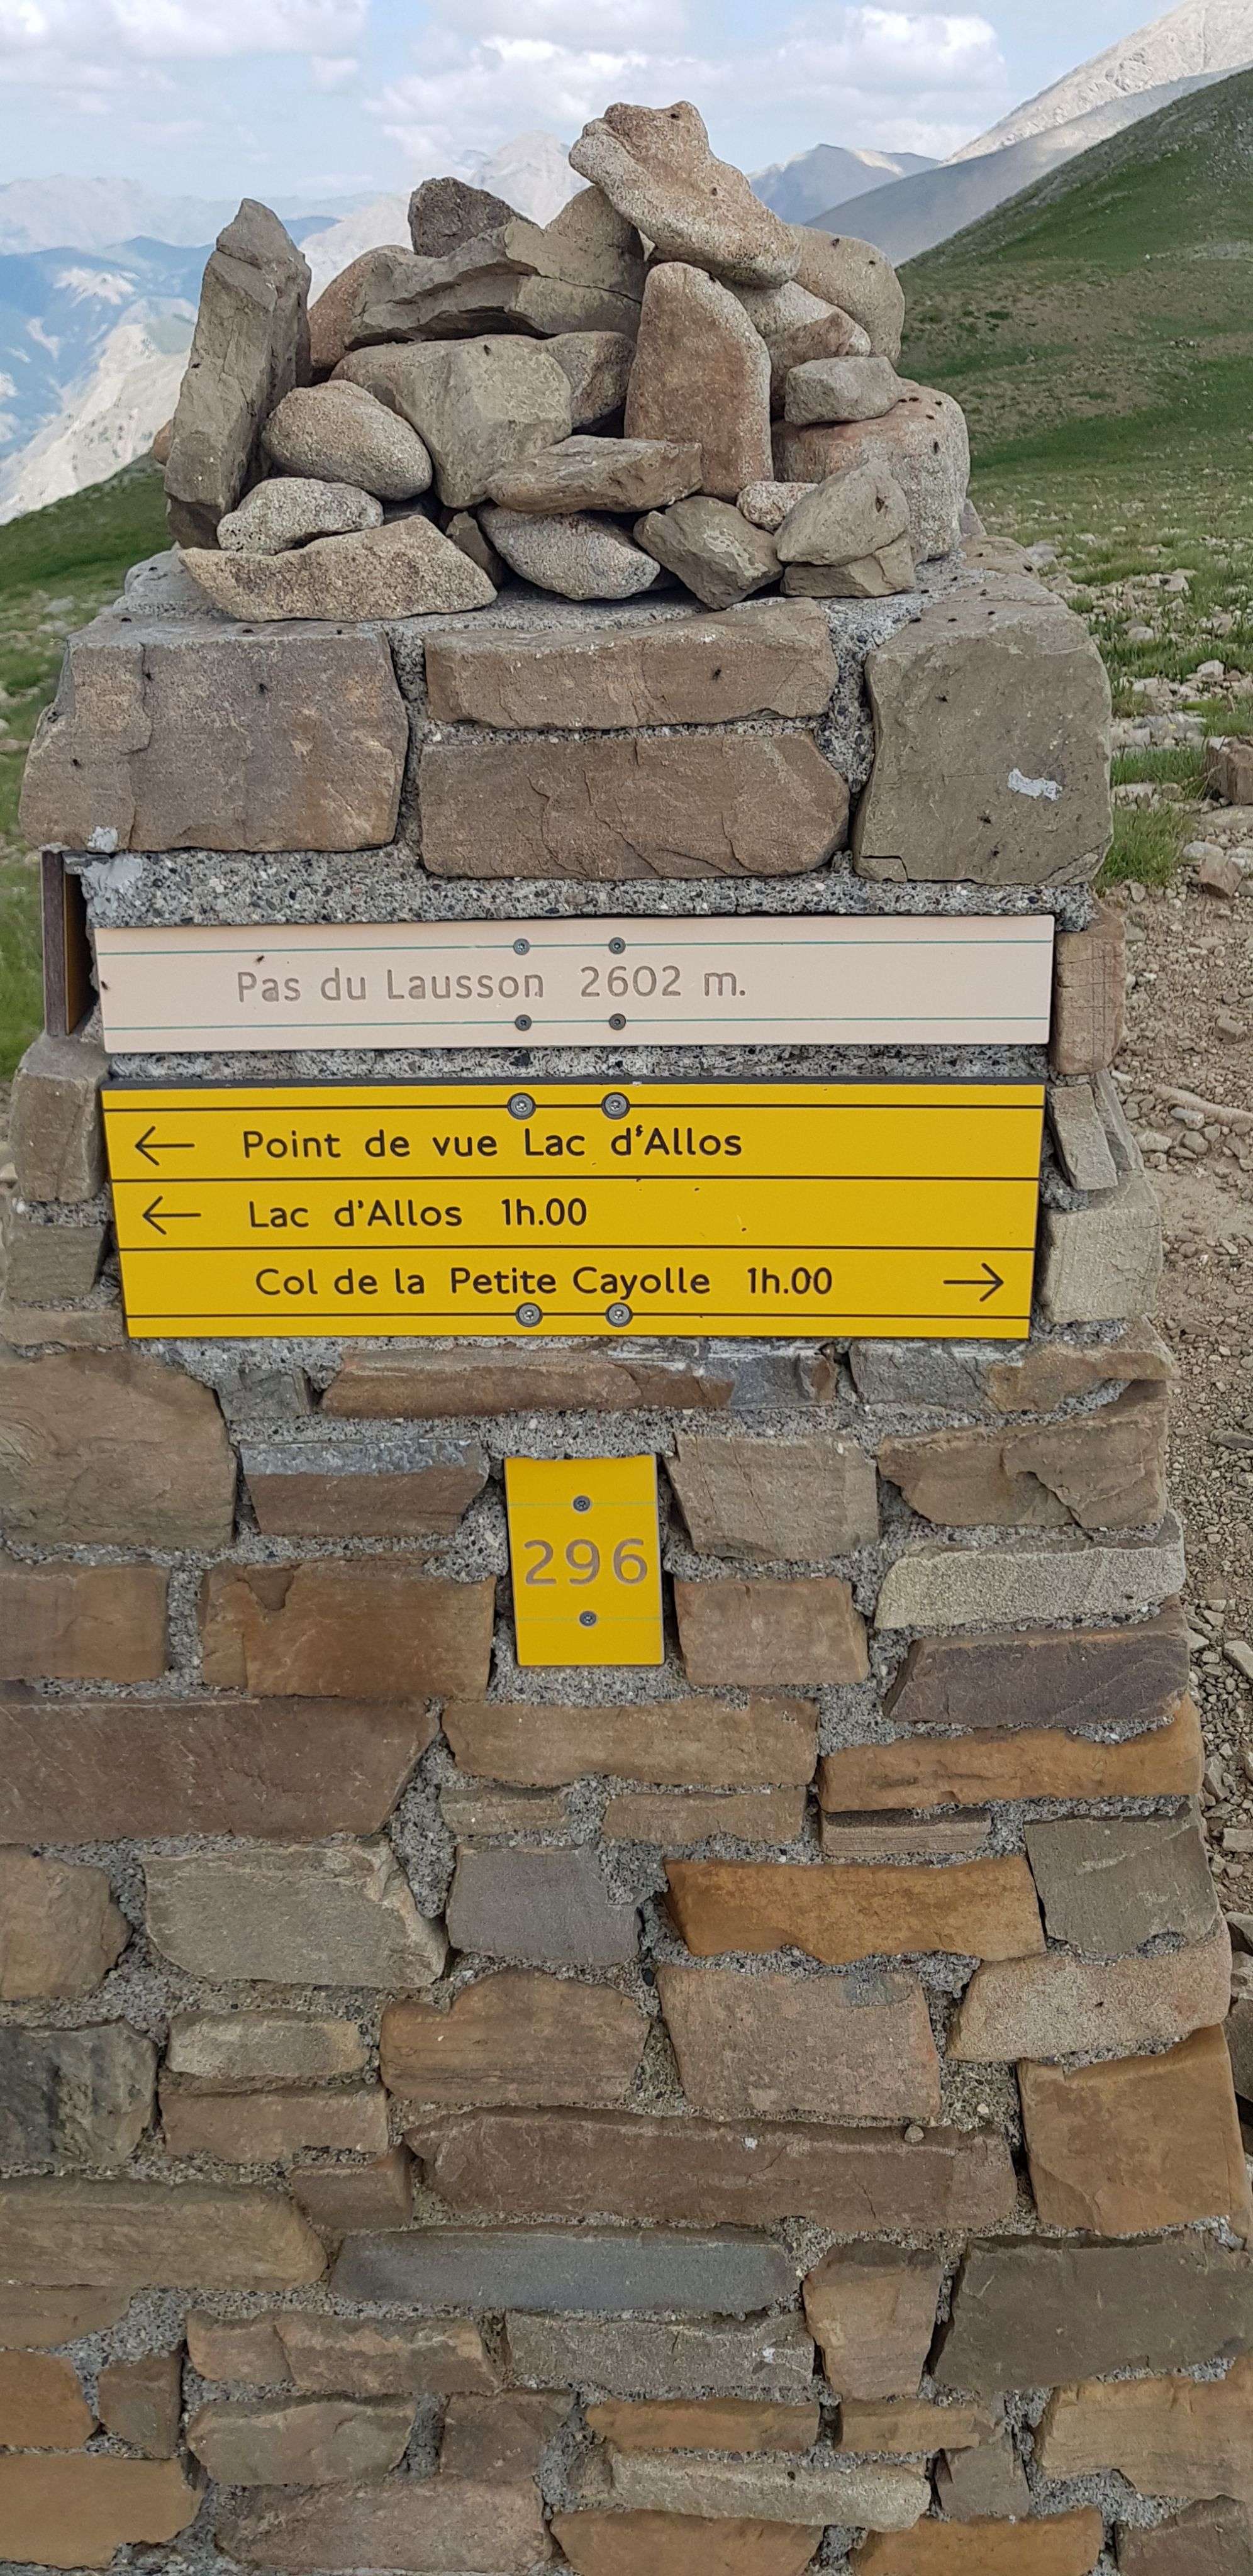 Pas du Lausson 2602 m.
← Point de vue Lac d'Allos
← Lac d'Allos 1h.00
Col de la Petite Cayolle 1h.00 →
296